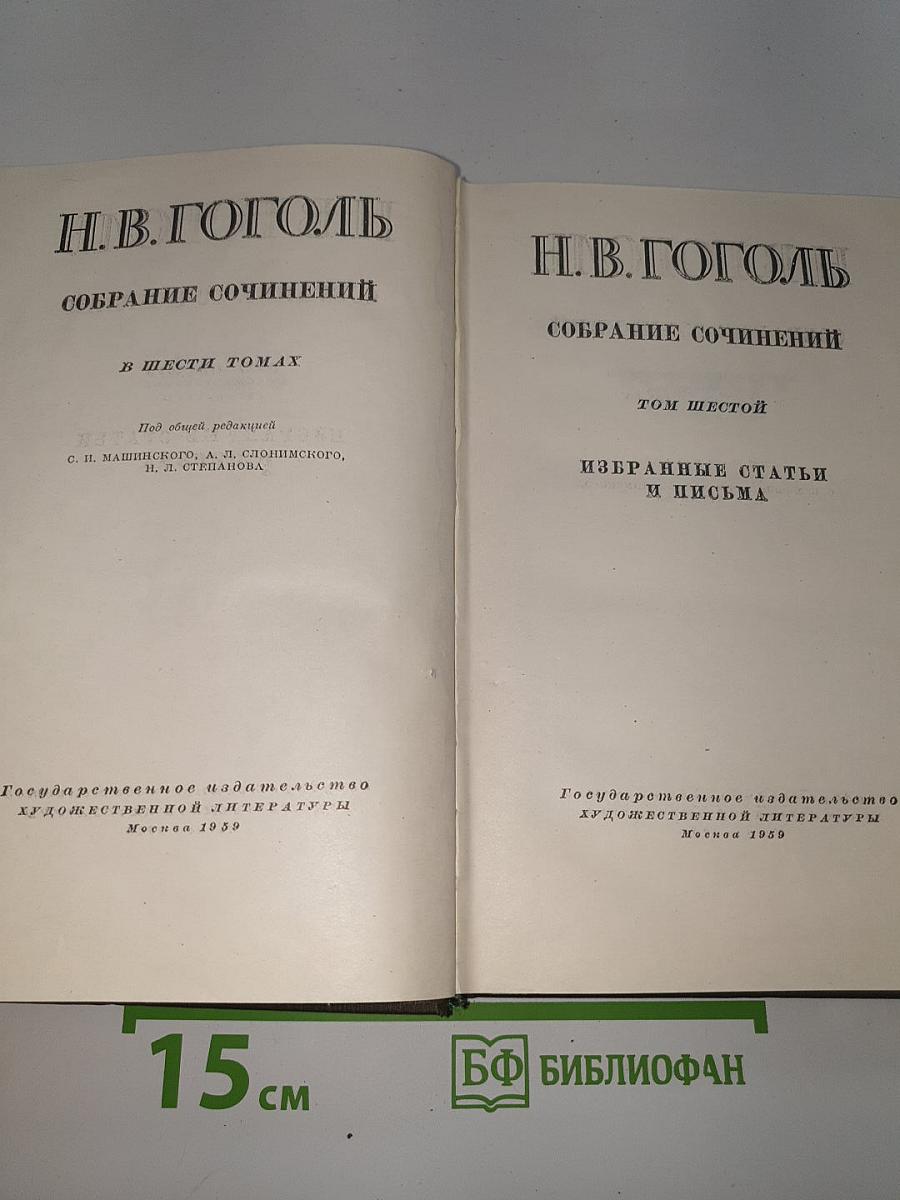 Н. В. ГОГОЛЬ
СОБРАНИЕ СОЧИНЕНИЙ
В ШЕСТИ ТОМАХ
Под общей редакцией
С. И. МАШИНСКОГО, А. Л. СЛОНИМСКОГО,
Н. Л. СТЕПАНОВА
Государственное издательство
ХУДОЖЕСТВЕННОЙ ЛИТЕРАТУРЫ
Москва 1959
Н. В. ГОГОЛЬ
СОБРАНИЕ СОЧИНЕНИЙ
ТОМ ШЕСТОЙ
ИЗБРАННЫЕ СТАТЬИ
И ПИСЬМА
Государственное издательство
ХУДОЖЕСТВЕННОЙ ЛИТЕРАТУРЫ
Москва 1959
15 см
БФ БИБЛИОФАН